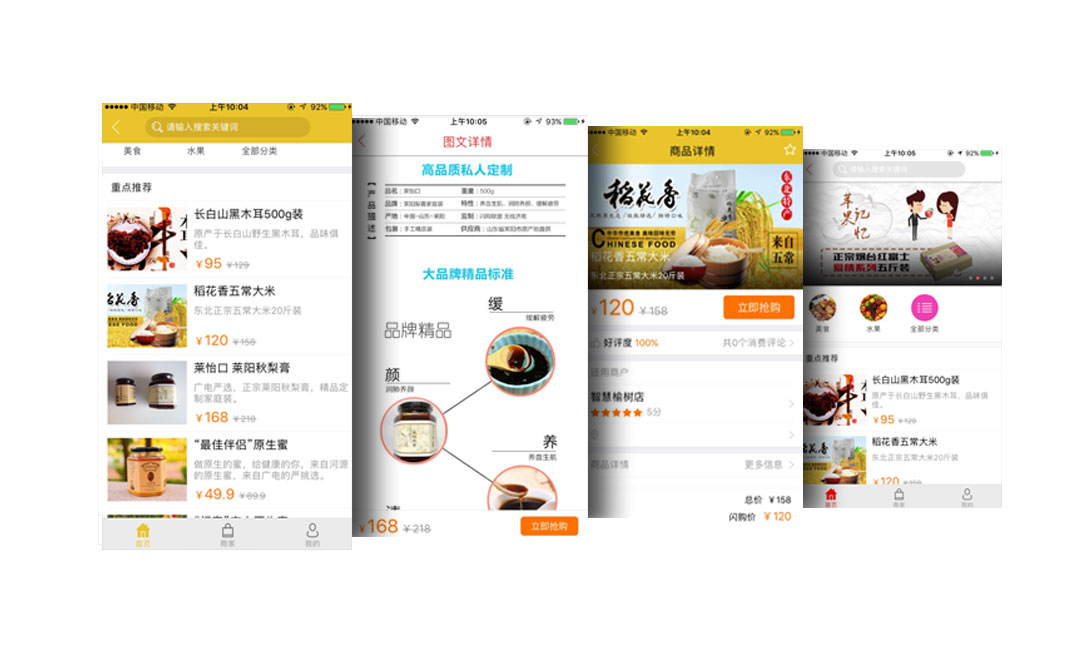 中国移动
上午10:04
92%
请输入搜索关键词
美食
水果
全部分类
重点推荐
长白山黑木耳500g装
原产于长白山野生黑木耳，品味俱
佳。
￥95 ￥129
稻花香
稻花香五常大米
东北正宗五常大米20斤装
￥120 ￥158
莱怡口 莱阳秋梨膏
广电严选，正宗莱阳秋梨膏，精品定
制家庭装。
￥168 ￥218
“最佳伴侣”原生蜜
做原生的蜜，给健康的你，来自河源
的原生蜜，来自广电的严挑选。
￥49.9 ￥89.9
首页
商家
我的
中国移动
上午10:05
93%
图文详情
高品质私人定制
【产品描述】
品名：莱怡口
重量：500g
品牌：莱阳梨膏家庭装
特性：养血生肌、润肺养颜、缓解疲劳
产地：中国·山东·莱阳
监制：闪购联盟 无线济南
包装：手工精品装
供应商：山东省莱阳市原产地直供
大品牌精品标准
缓
缓解疲劳
品牌精品
颜
润肺养颜
养
养血生肌
￥168 ￥218
立即抢购
中国移动
上午10:04
92%
商品详情
稻花香
东北特产
CHINESE FOOD
来自
五常
稻花香五常大米
东北正宗五常大米20斤装
￥120 ￥158
立即抢购
好评度 100%
共0个消费评论
适用商户
智慧榆树店
5分
商品详情
更多信息
总价 ￥158
闪购价 ￥120
中国移动
上午10:05
92%
请输入搜索关键词
苹果记忆
正宗烟台红富士
爱情系列五斤装
美食
水果
全部分类
重点推荐
长白山黑木耳500g装
原产于长白山野生黑木耳，品味俱
佳。
￥95 ￥129
稻花香五常大米
东北正宗五常大米20斤装
￥120 ￥158
首页
商家
我的